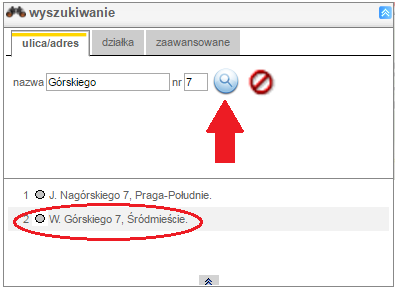 wyszukiwanie
ulica/adres działka zaawansowane
nazwa Górskiego nr 7
1 J. Nagórskiego 7, Praga-Południe.
2 W. Górskiego 7, Śródmieście.